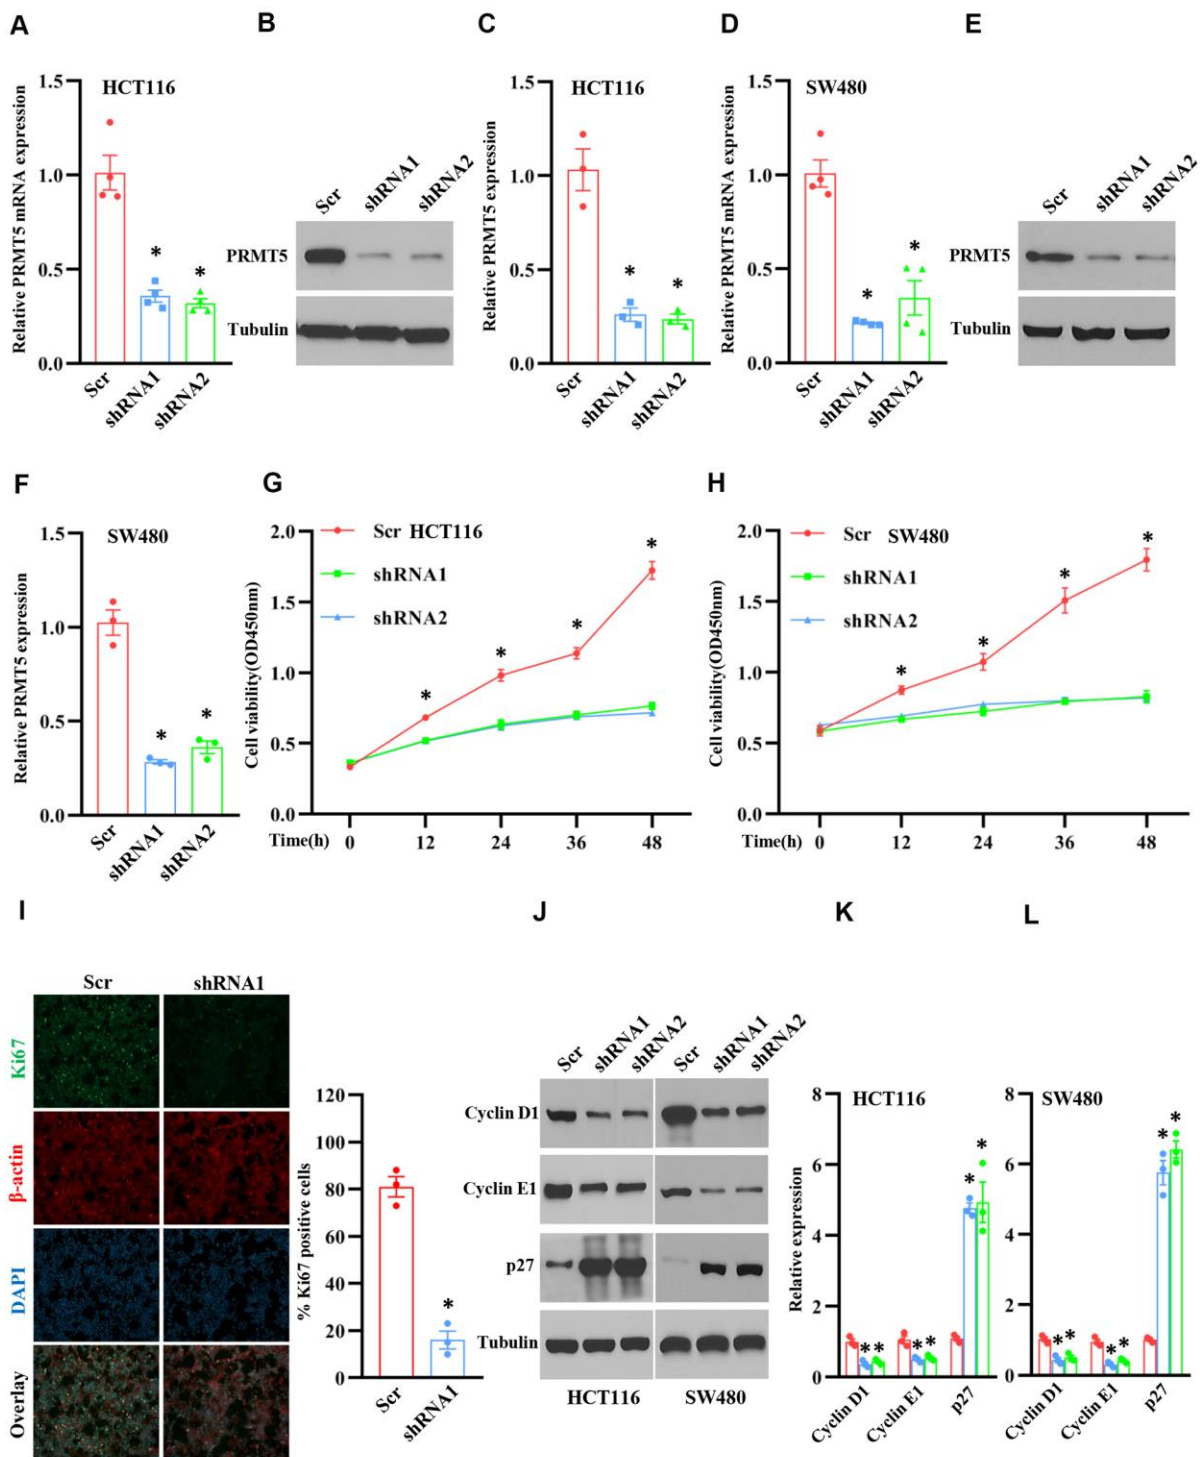 A
B
C
D
E
Relative PRMT5 mRNA expression
1.5
1.0
0.5
0.0
HCT116
*
*
Scr
shRNA1
shRNA2
Scr
shRNA1
shRNA2
PRMT5
Tubulin
Relative PRMT5 expression
1.5
1.0
0.5
0.0
HCT116
*
*
Scr
shRNA1
shRNA2
Relative PRMT5 mRNA expression
1.5
1.0
0.5
0.0
SW480
*
*
Scr
shRNA1
shRNA2
Scr
shRNA1
shRNA2
PRMT5
Tubulin
F
G
H
Relative PRMT5 expression
1.5
1.0
0.5
0.0
SW480
*
*
Scr
shRNA1
shRNA2
Cell viability(OD450nm)
2.0
1.5
1.0
0.5
0.0
Scr HCT116
shRNA1
shRNA2
*
*
*
*
Time(h) 0 12 24 36 48
Cell viability(OD450nm)
2.0
1.5
1.0
0.5
0.0
Scr SW480
shRNA1
shRNA2
*
*
*
*
Time(h) 0 12 24 36 48
I
J
K
L
Scr shRNA1
Ki67
β-actin
DAPI
Overlay
% Ki67 positive cells
120
100
80
60
40
20
0
*
Scr
shRNA1
Scr
shRNA1
shRNA2
Scr
shRNA1
shRNA2
Cyclin D1
Cyclin E1
p27
Tubulin
HCT116 SW480
Relative expression
8
6
4
2
0
HCT116
* *
* *
* *
Cyclin D1
Cyclin E1
p27
8
6
4
2
0
SW480
* *
* *
* *
Cyclin D1
Cyclin E1
p27